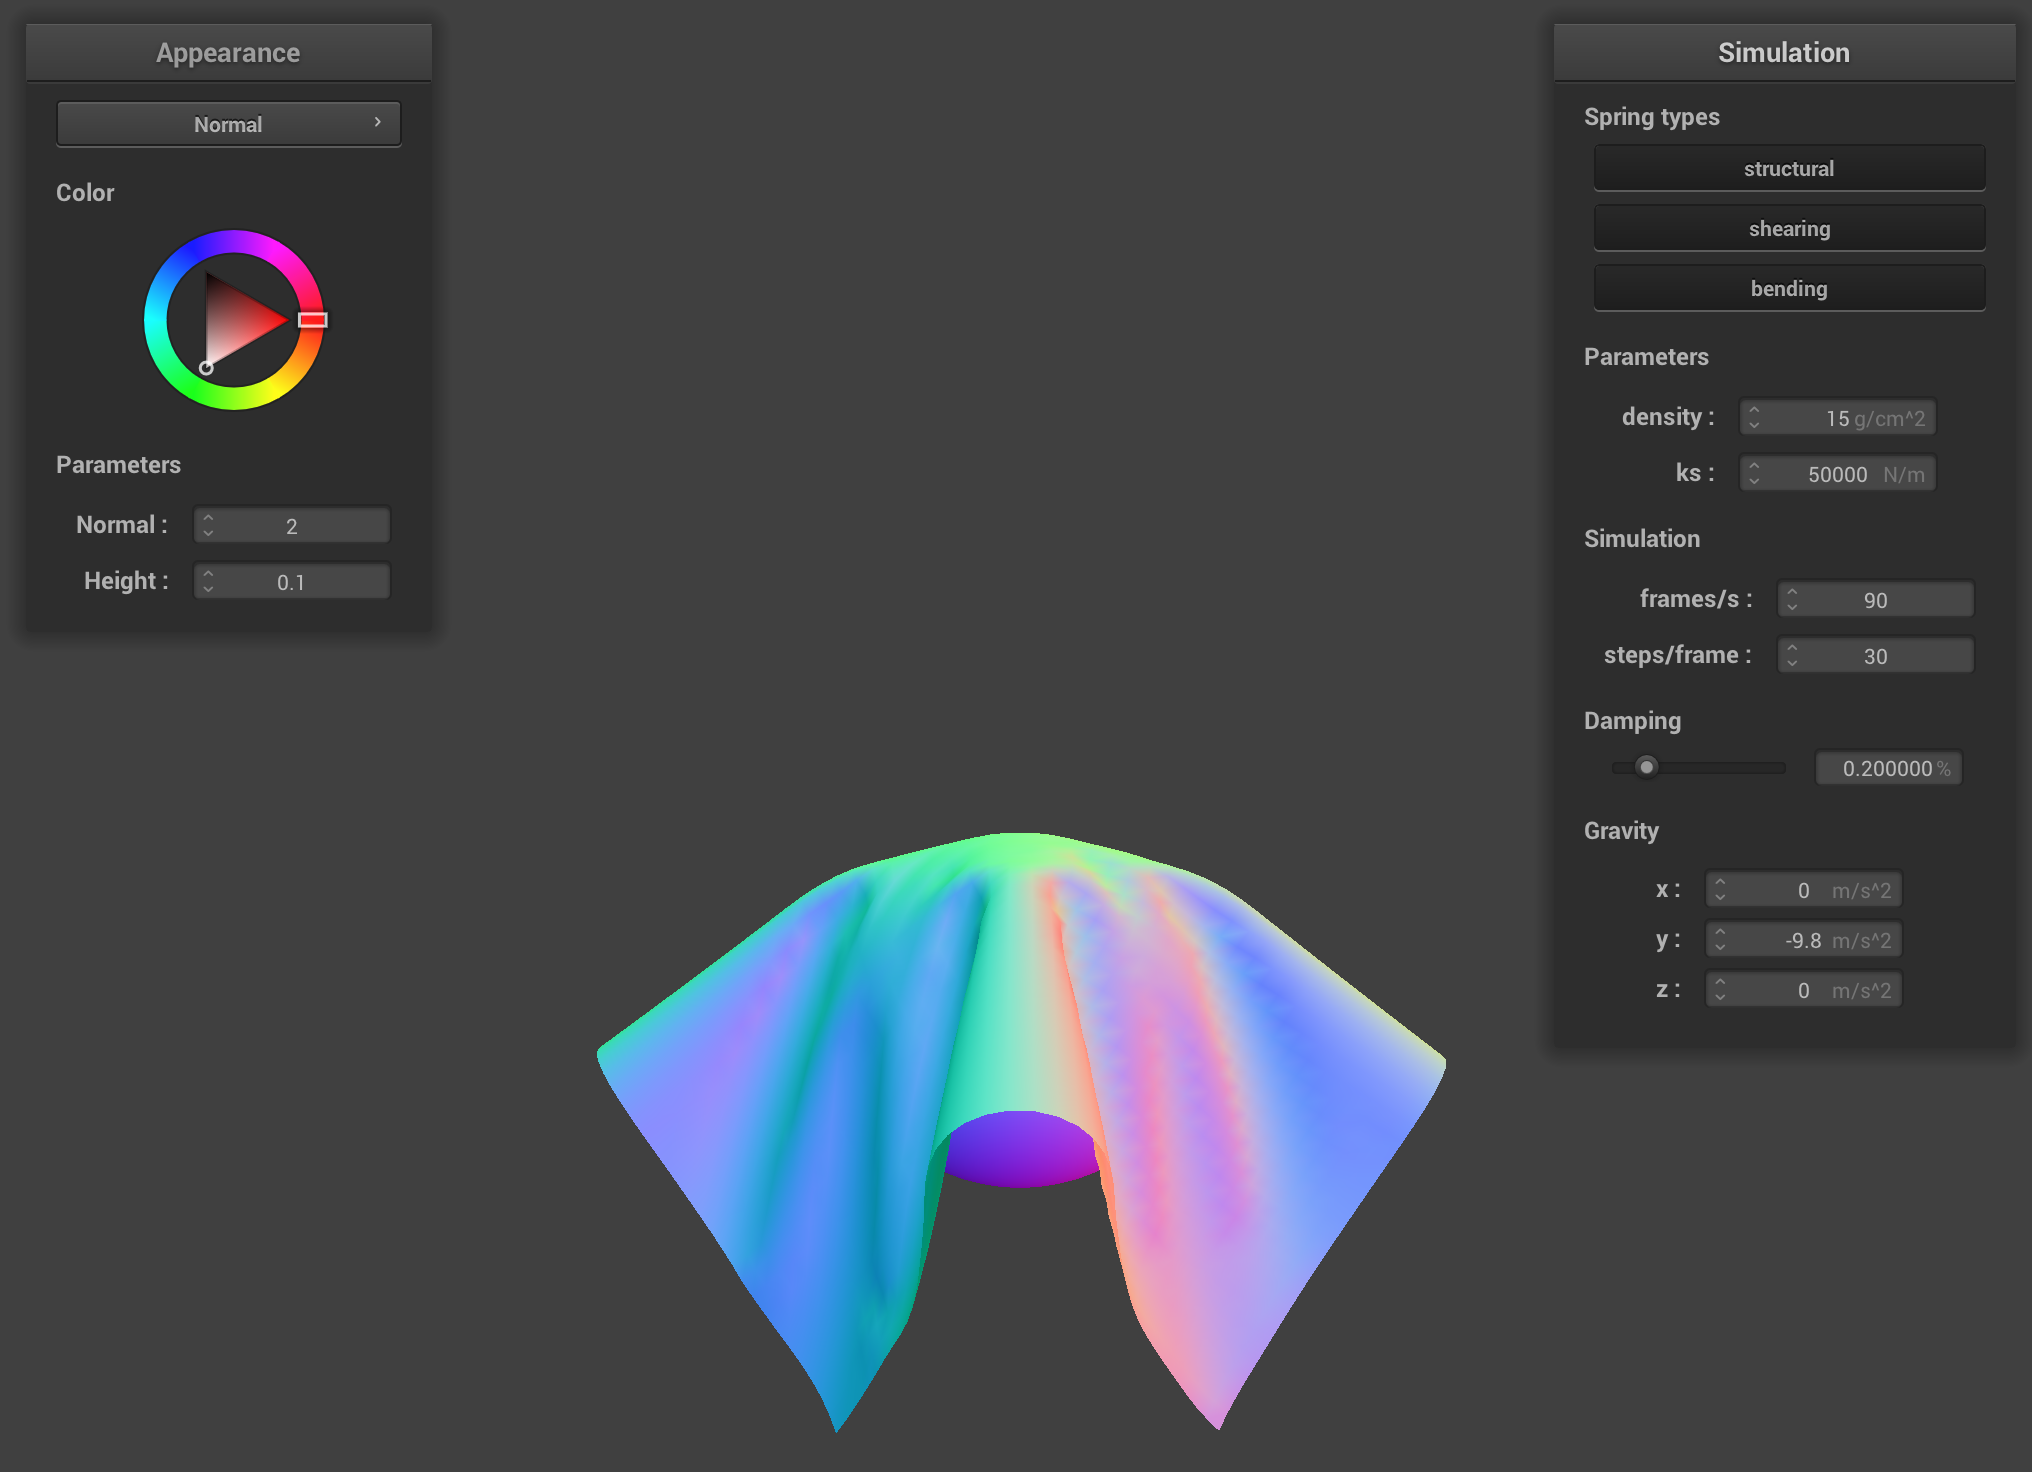 Appearance
Normal
Color
Parameters
Normal : 2
Height : 0.1
Simulation
Spring types
structural
shearing
bending
Parameters
density : 15 g/cm^2
ks : 50000 N/m
Simulation
frames/s : 90
steps/frame : 30
Damping
0.200000 %
Gravity
x : 0 m/s^2
y : -9.8 m/s^2
z : 0 m/s^2